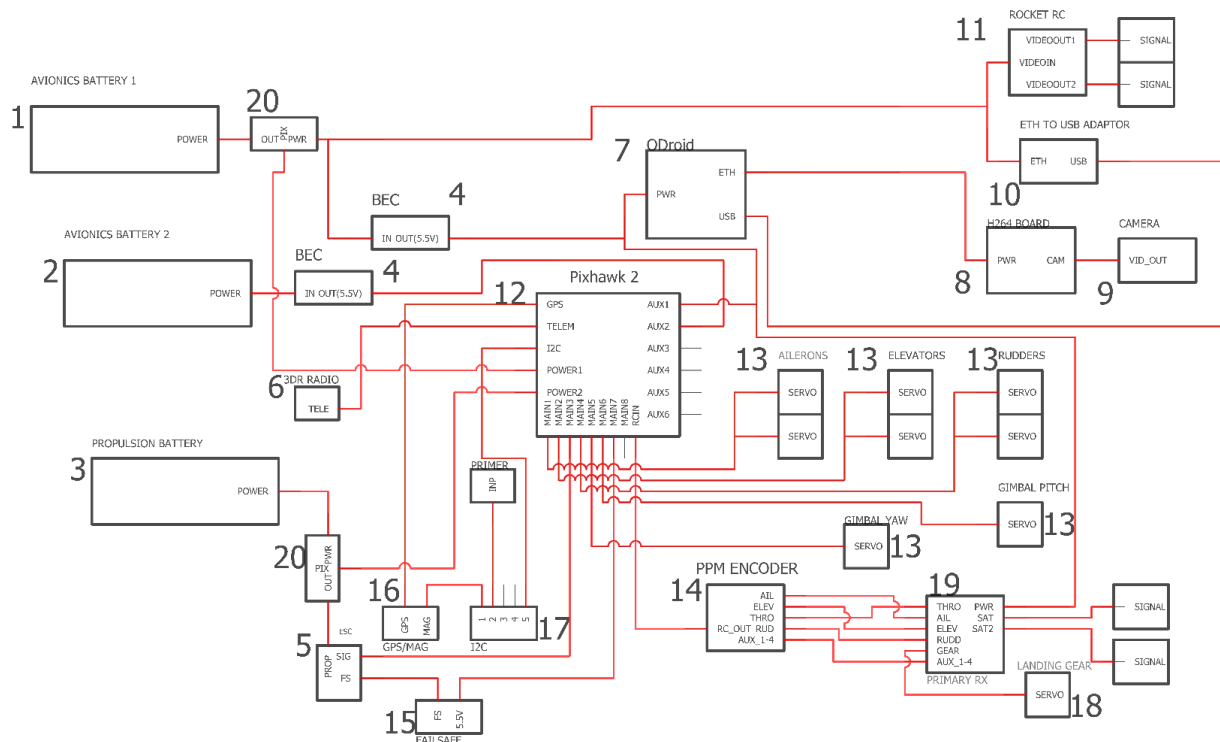 ROCKET RC
11
VIDEOOUT1
VIDEOIN
VIDEOOUT2
SIGNAL
SIGNAL
AVIONICS BATTERY 1
1
POWER
20
OUT PIX PWR
ETH TO USB ADAPTOR
ETH USB
10
7
ODroid
ETH
PWR
USB
BEC
4
IN OUT(5.5V)
AVIONICS BATTERY 2
2
POWER
BEC
4
IN OUT(5.5V)
H264 BOARD
PWR CAM
8
CAMERA
VID_OUT
9
Pixhawk 2
12
GPS
TELEM
I2C
POWER1
POWER2
AUX1
AUX2
AUX3
AUX4
AUX5
AUX6
MAIN1
MAIN2
MAIN3
MAIN4
MAIN5
MAIN6
MAIN7
MAIN8
RCIN
13
AILERONS
SERVO
SERVO
13
ELEVATORS
SERVO
SERVO
13
RUDDERS
SERVO
SERVO
6
3DR RADIO
TELE
PROPULSION BATTERY
3
POWER
PRIMER
INP
GIMBAL PITCH
SERVO
13
GIMBAL YAW
SERVO
13
20
PIX
OUT PWR
16
GPS MAG
GPS/MAG
1 2 3 4 5
I2C
17
PPM ENCODER
14
AIL
ELEV
THRO
RC_OUT RUD
AUX_1-4
19
THRO PWR
AIL SAT
ELEV SAT2
RUDD
GEAR
AUX_1-4
PRIMARY RX
SIGNAL
SIGNAL
LANDING GEAR
SERVO
18
5
PROP
SIG
FS
15
FS 5.5V
FAILSAFE